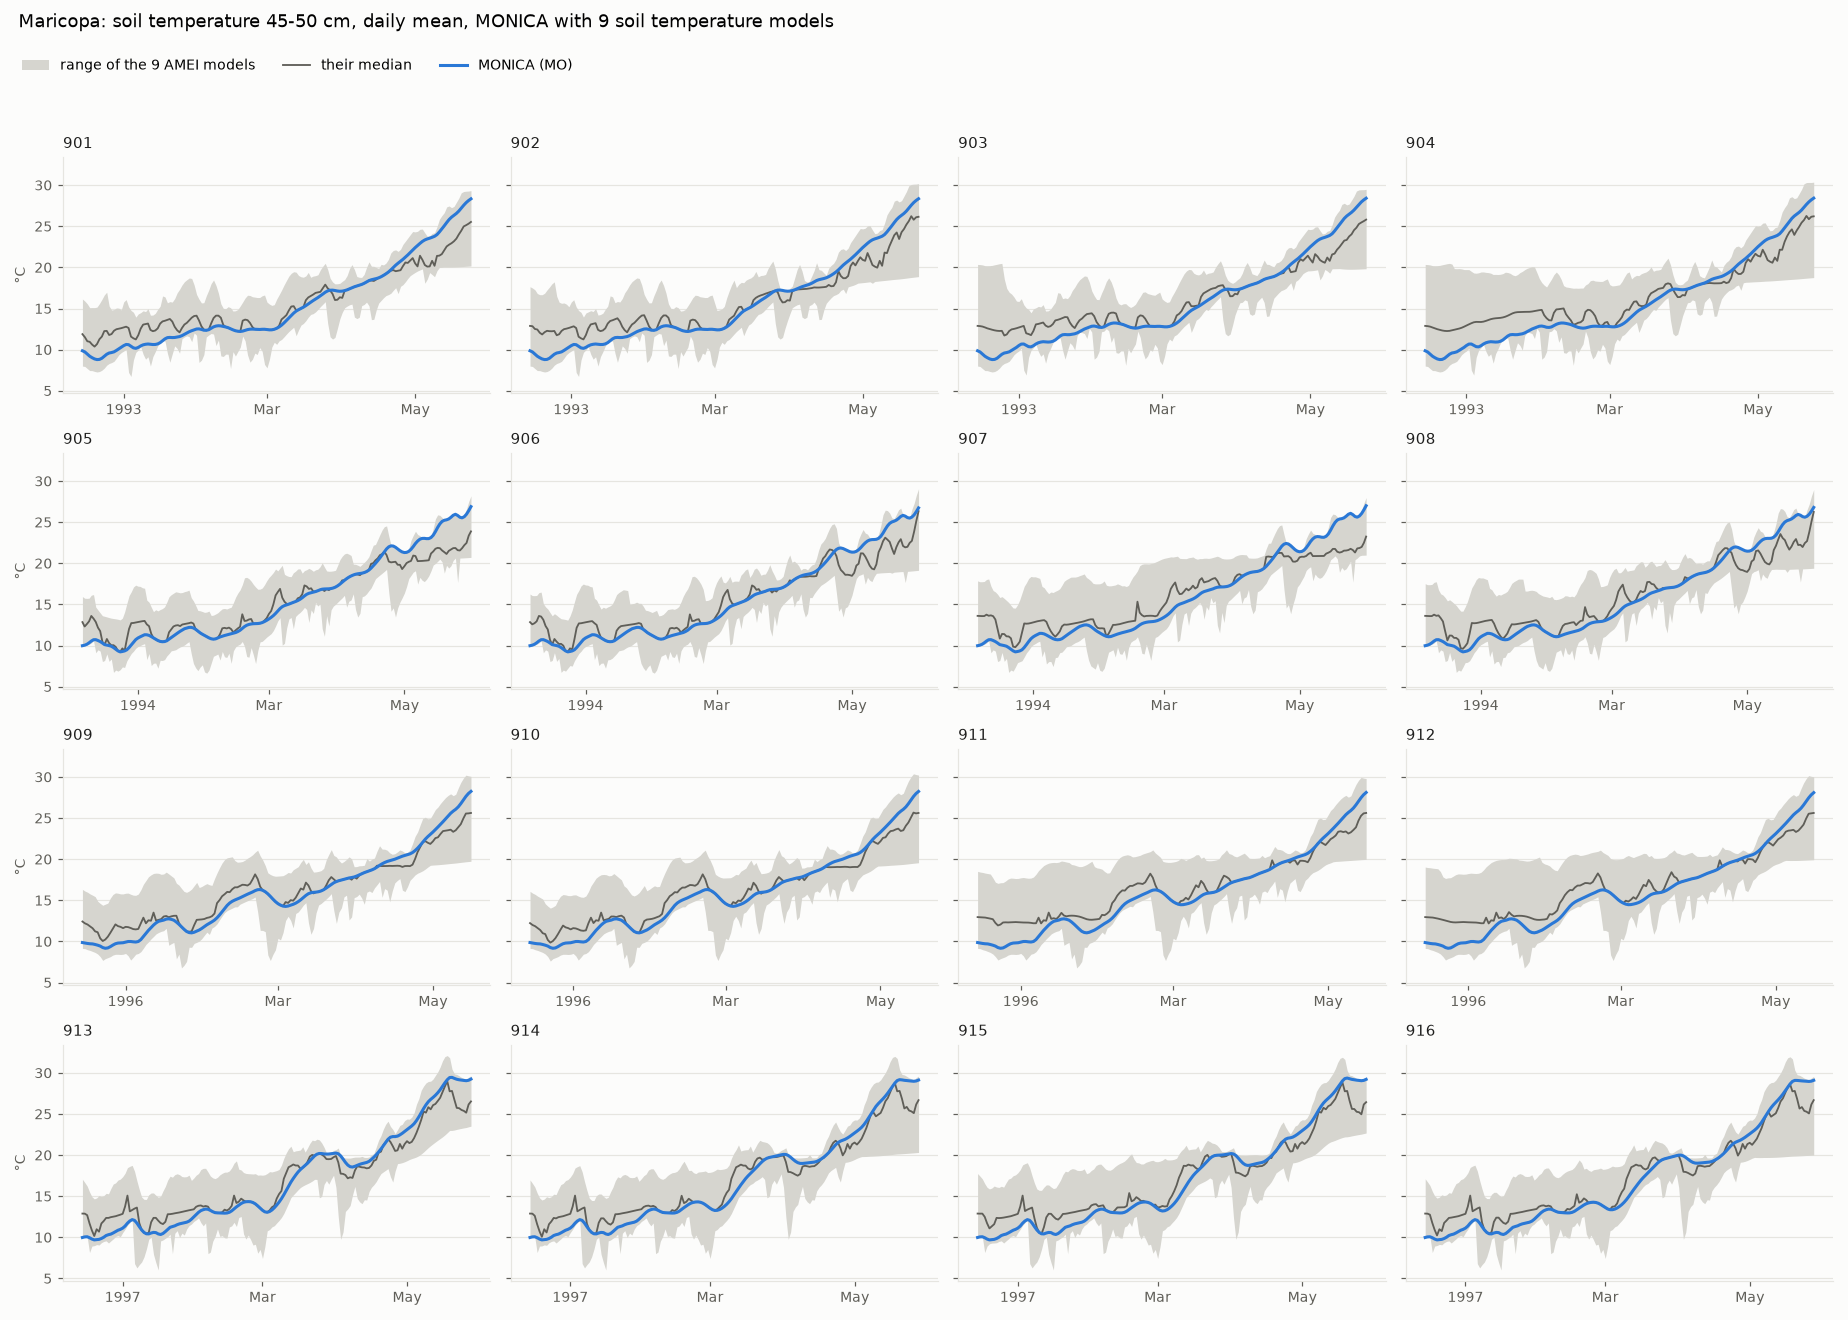 Maricopa: soil temperature 45-50 cm, daily mean, MONICA with 9 soil temperature models
range of the 9 AMEI models their median MONICA (MO)
901 902 903 904
30
25
20
15
10
5
°C
1993 Mar May 1993 Mar May 1993 Mar May 1993 Mar May
905 906 907 908
30
25
20
15
10
5
°C
1994 Mar May 1994 Mar May 1994 Mar May 1994 Mar May
909 910 911 912
30
25
20
15
10
5
°C
1996 Mar May 1996 Mar May 1996 Mar May 1996 Mar May
913 914 915 916
30
25
20
15
10
5
°C
1997 Mar May 1997 Mar May 1997 Mar May 1997 Mar May